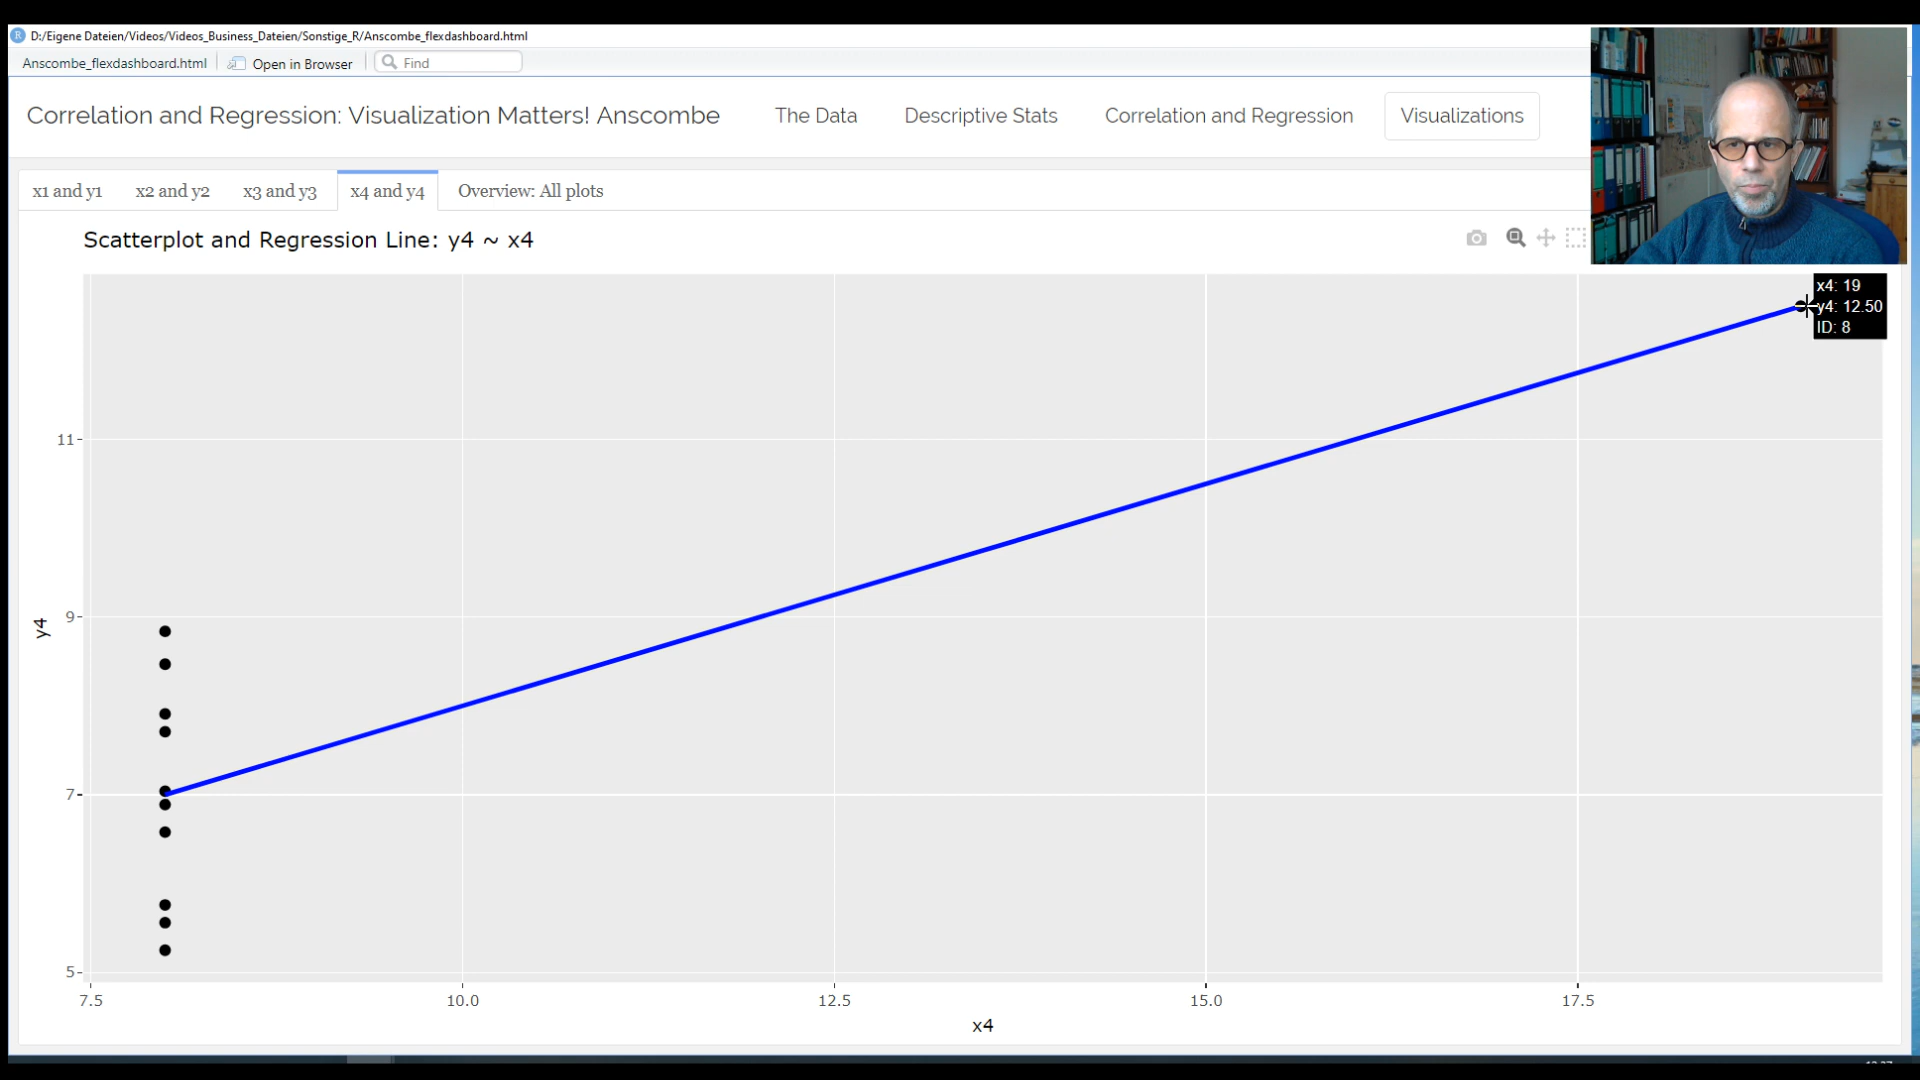 D:/Eigene Dateien/Videos/Videos_Business_Dateien/Sonstige_R/Anscombe_flexdashboard.html
Anscombe_flexdashboard.html Open in Browser Find
Correlation and Regression: Visualization Matters! Anscombe The Data Descriptive Stats Correlation and Regression Visualizations
x1 and y1 x2 and y2 x3 and y3 x4 and y4 Overview: All plots
Scatterplot and Regression Line: y4 ~ x4
x4: 19
y4: 12.50
ID: 8
11
9
y4
7
5
7.5 10.0 12.5 15.0 17.5
x4